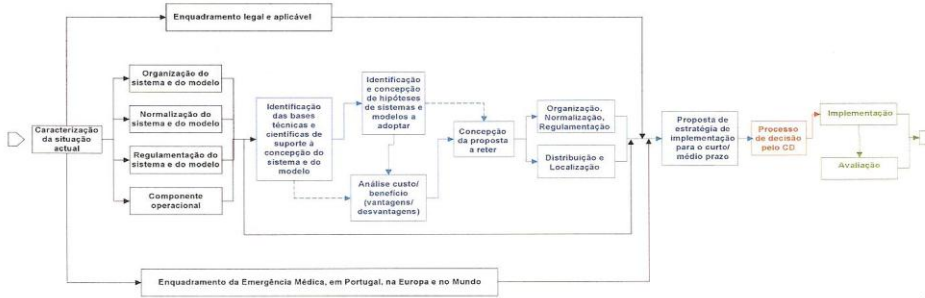 Enquadramento legal e aplicável
Caracterização
da situação
actual
Organização do
sistema e do modelo
Normalização do
sistema e do modelo
Regulamentação do
sistema e do modelo
Componente
operacional
Identificação
das bases
técnicas e
científicas de
suporte à
concepção do
sistema e do
modelo
Identificação
e concepção
de hipóteses
de sistemas e
modelos a
adoptar
Análise custo/
benefício
(vantagens/
desvantagens)
Concepção
da proposta
a reter
Organização,
Normalização,
Regulamentação
Distribuição e
Localização
Proposta de
estratégia de
implementação
para o curto/
médio prazo
Processo
de decisão
pelo CD
Implementação
Avaliação
Enquadramento da Emergência Médica, em Portugal, na Europa e no Mundo